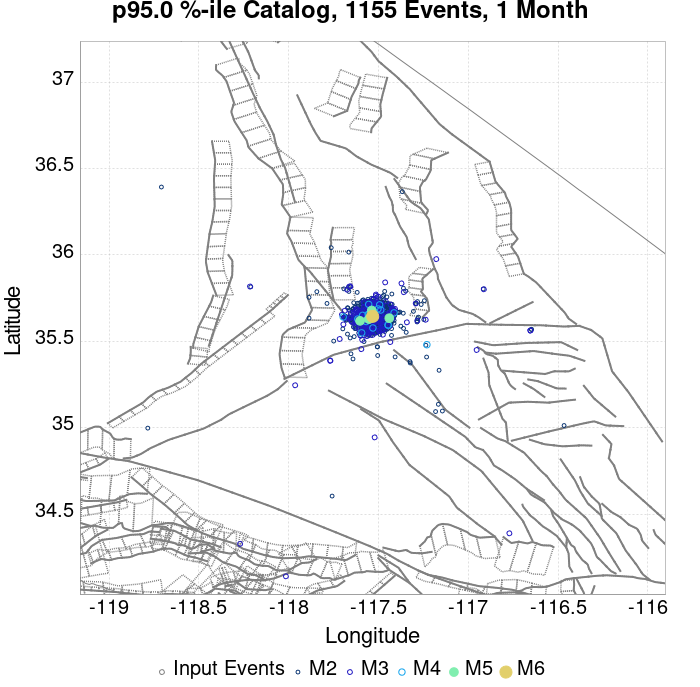 p95.0 %-ile Catalog, 1155 Events, 1 Month
37
36.5
36
35.5
35
34.5
Latitude
-119
-118.5
-118
-117.5
-117
-116.5
-116
Longitude
Input Events
M2
M3
M4
M5
M6